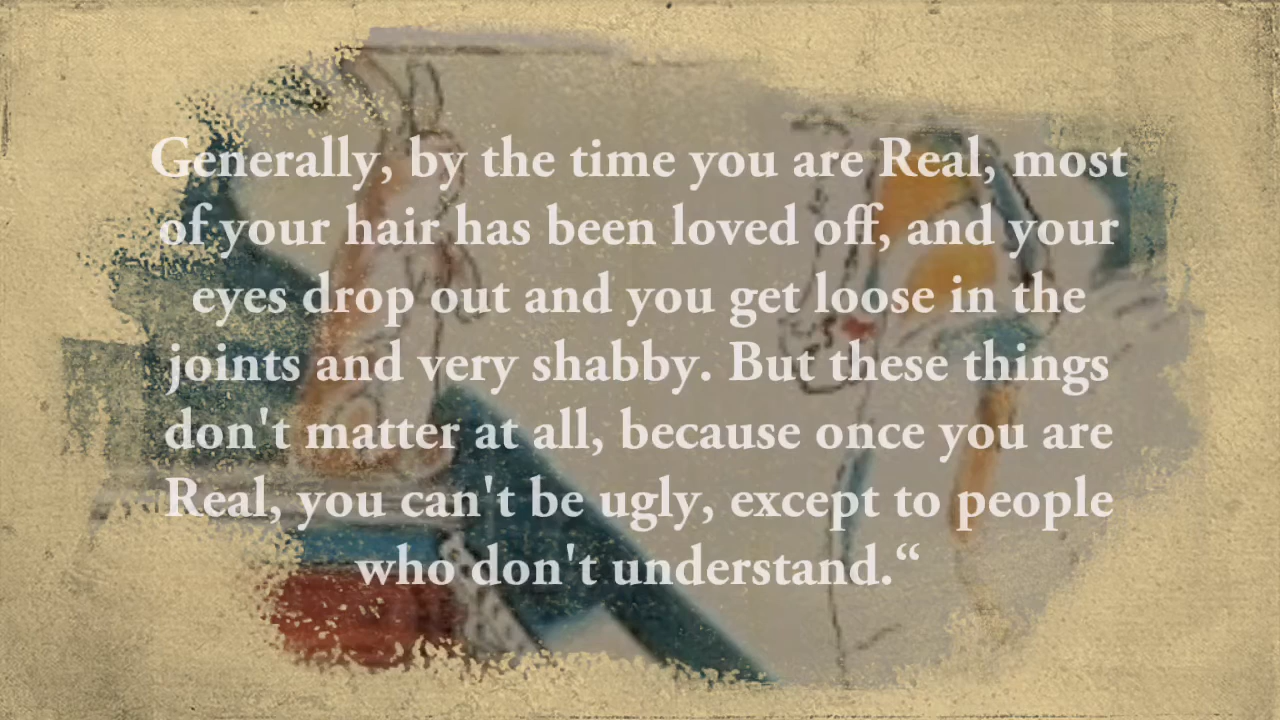 Generally, by the time you are Real, most
of your hair has been loved off, and your
eyes drop out and you get loose in the
joints and very shabby. But these things
don't matter at all, because once you are
Real, you can't be ugly, except to people
who don't understand.“